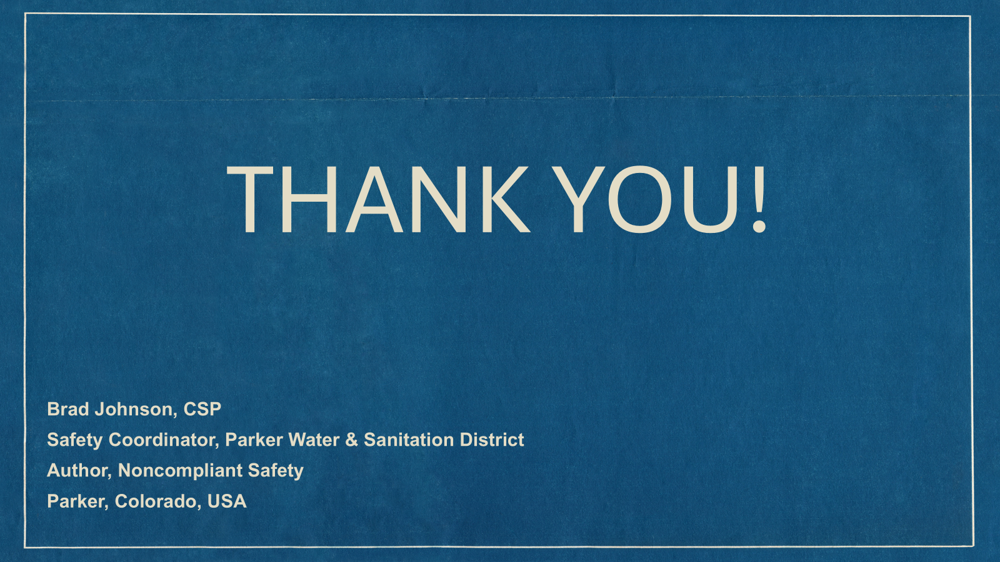 THANK YOU!
Brad Johnson, CSP
Safety Coordinator, Parker Water & Sanitation District
Author, Noncompliant Safety
Parker, Colorado, USA